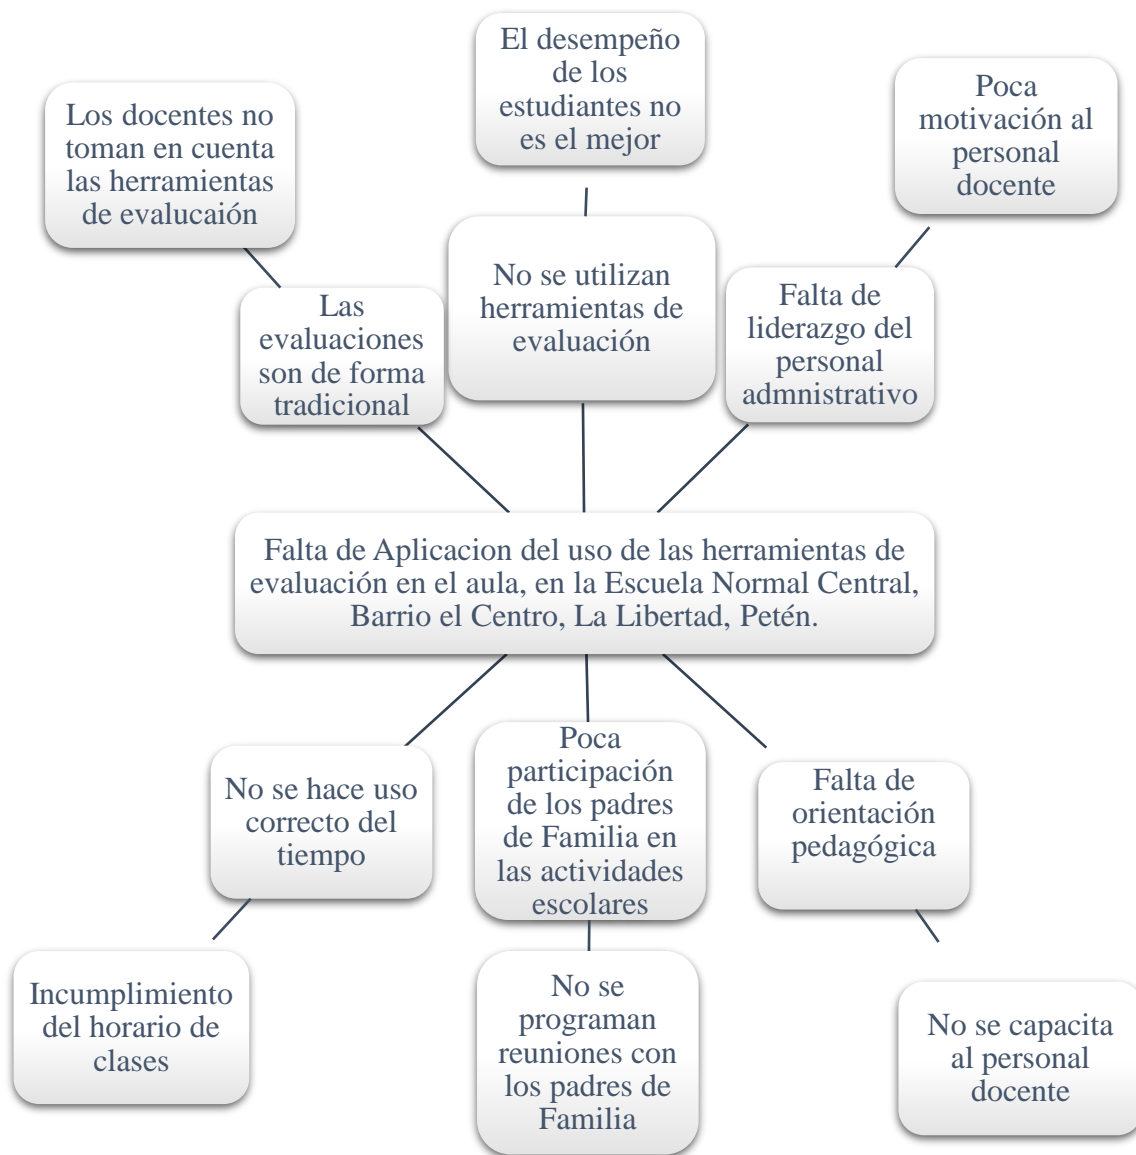 El desempeño
de los
estudiantes no
es el mejor
Los docentes no
toman en cuenta
las herramientas
de evalucaión
Poca
motivación al
personal
docente
Las
evaluaciones
son de forma
tradicional
No se utilizan
herramientas de
evaluación
Falta de
liderazgo del
personal
admnistrativo
Falta de Aplicacion del uso de las herramientas de
evaluación en el aula, en la Escuela Normal Central,
Barrio el Centro, La Libertad, Petén.
No se hace uso
correcto del
tiempo
Poca
participación
de los padres
de Familia en
las actividades
escolares
Falta de
orientación
pedagógica
Incumplimiento
del horario de
clases
No se
programan
reuniones con
los padres de
Familia
No se capacita
al personal
docente